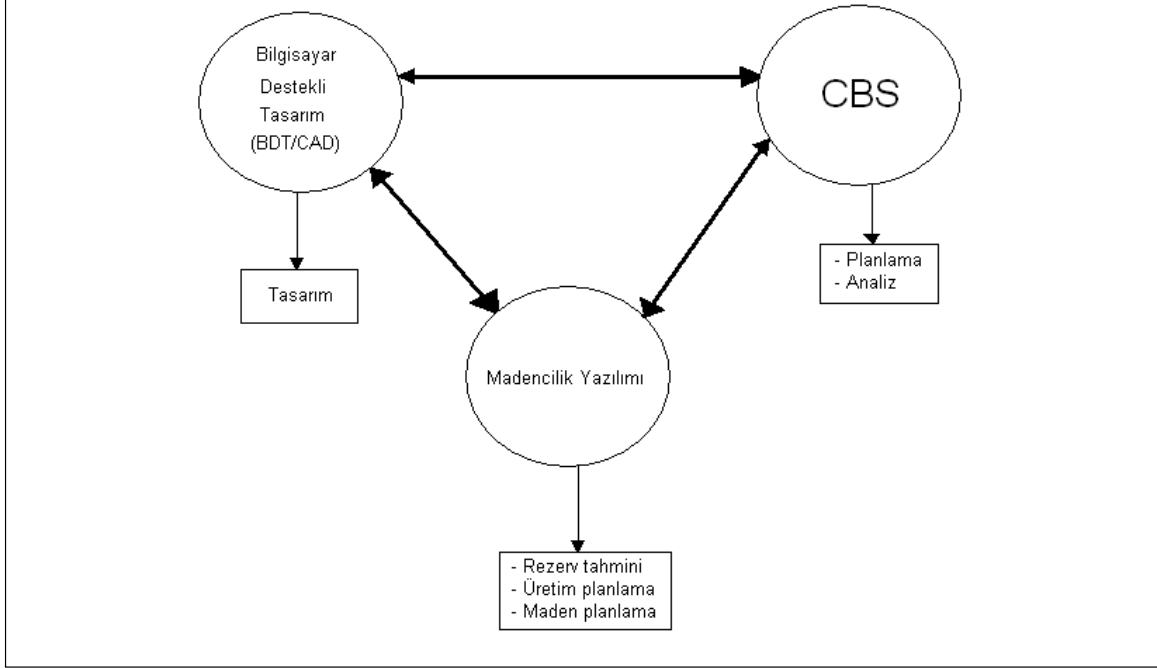 Bilgisayar
Destekli
Tasarım
(BDT/CAD)
CBS
Tasarım
- Planlama
- Analiz
Madencilik Yazılımı
- Rezerv tahmini
- Üretim planlama
- Maden planlama